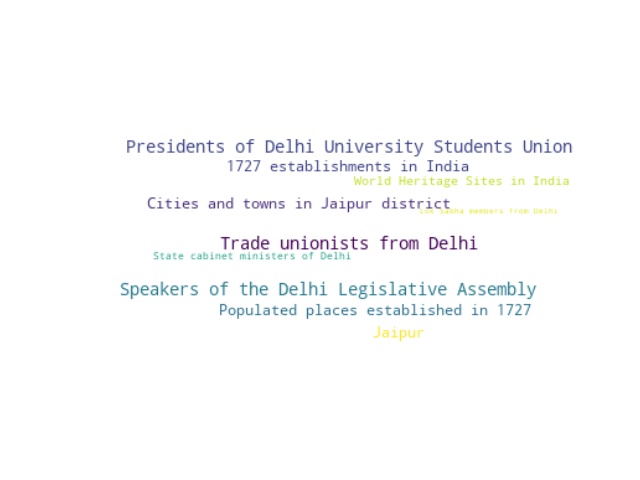 Presidents of Delhi University Students Union
1727 establishments in India
World Heritage Sites in India
Cities and towns in Jaipur district
Lok Sabha members from Delhi
Trade unionists from Delhi
State cabinet ministers of Delhi
Speakers of the Delhi Legislative Assembly
Populated places established in 1727
Jaipur